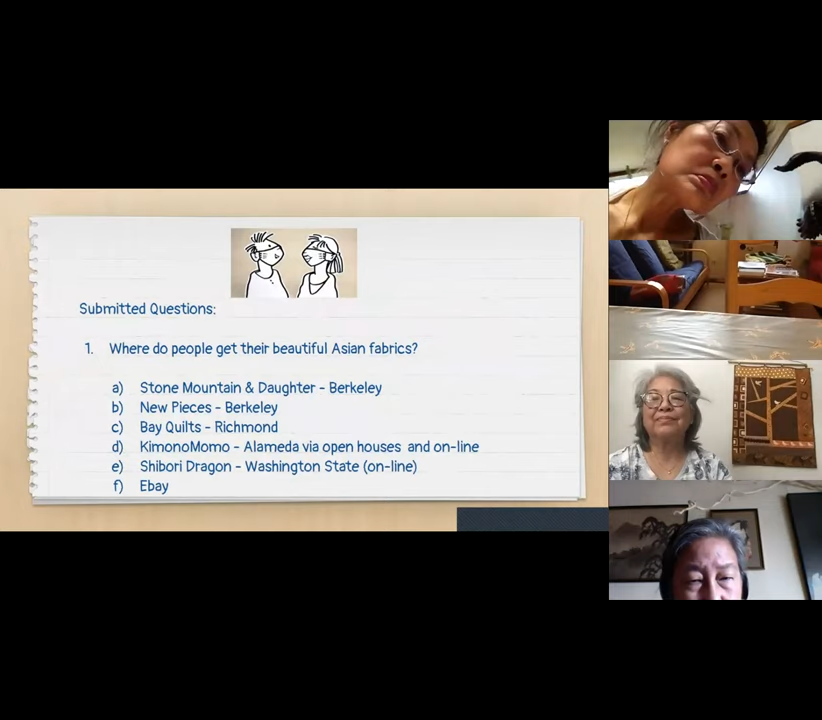 Submitted Questions:
1. Where do people get their beautiful Asian fabrics?
a) Stone Mountain & Daughter - Berkeley
b) New Pieces - Berkeley
c) Bay Quilts - Richmond
d) KimonoMomo - Alameda via open houses and on-line
e) Shibori Dragon - Washington State (on-line)
f) Ebay